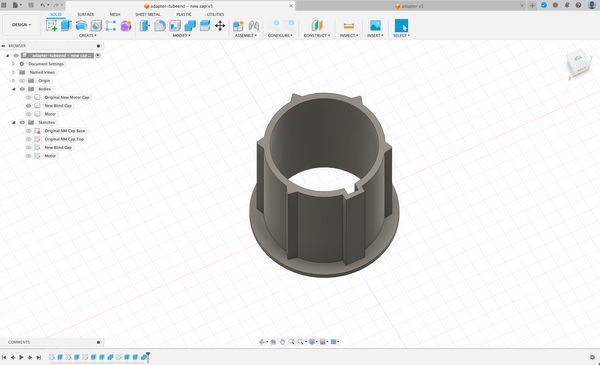 adapter-tubeend - new cap v5
adapter v3
SOLID SURFACE MESH SHEET METAL PLASTIC UTILITIES
DESIGN
CREATE MODIFY ASSEMBLE CONFIGURE CONSTRUCT INSPECT INSERT SELECT
BROWSER
adapter-tubeend - new cap...
Document Settings
Named Views
Origin
Bodies
Original New Motor Cap
New Blind Cap
Motor
Sketches
Original NM Cap Base
Original NM Cap Top
New Blind Cap
Motor
COMMENTS